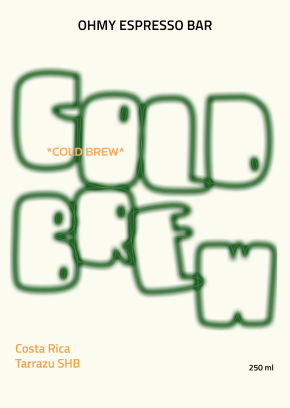 OHMY ESPRESSO BAR
COLD
*COLD BREW*
BREW
Costa Rica
Tarrazu SHB
250 ml